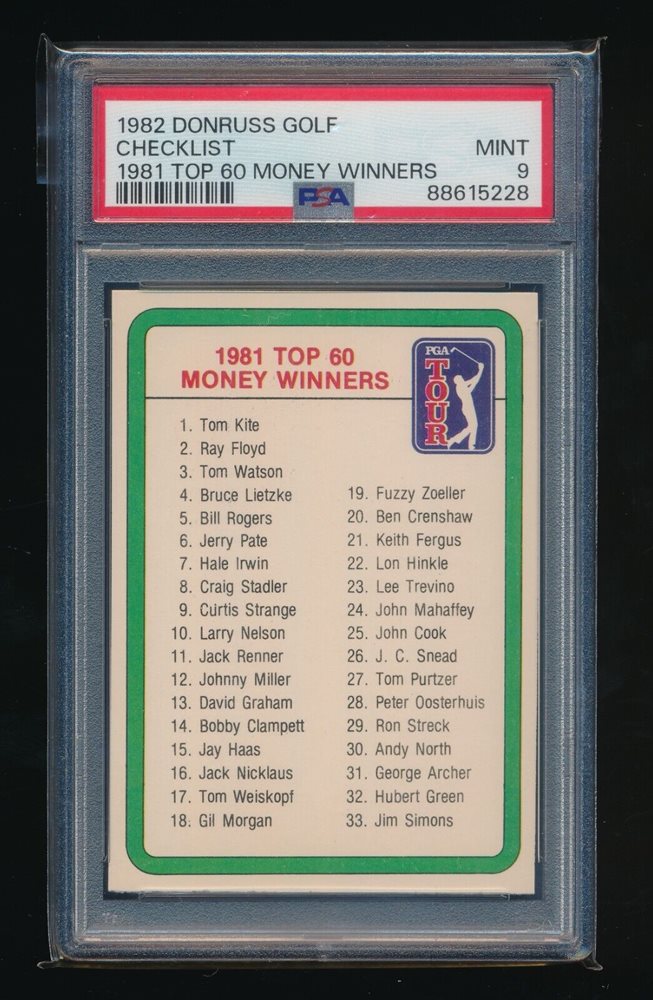 1982 DONRUSS GOLF
CHECKLIST MINT
1981 TOP 60 MONEY WINNERS 9
PSA 88615228
1981 TOP 60
MONEY WINNERS
PGA
TOUR
1. Tom Kite
2. Ray Floyd
3. Tom Watson
4. Bruce Lietzke
5. Bill Rogers
6. Jerry Pate
7. Hale Irwin
8. Craig Stadler
9. Curtis Strange
10. Larry Nelson
11. Jack Renner
12. Johnny Miller
13. David Graham
14. Bobby Clampett
15. Jay Haas
16. Jack Nicklaus
17. Tom Weiskopf
18. Gil Morgan
19. Fuzzy Zoeller
20. Ben Crenshaw
21. Keith Fergus
22. Lon Hinkle
23. Lee Trevino
24. John Mahaffey
25. John Cook
26. J. C. Snead
27. Tom Purtzer
28. Peter Oosterhuis
29. Ron Streck
30. Andy North
31. George Archer
32. Hubert Green
33. Jim Simons